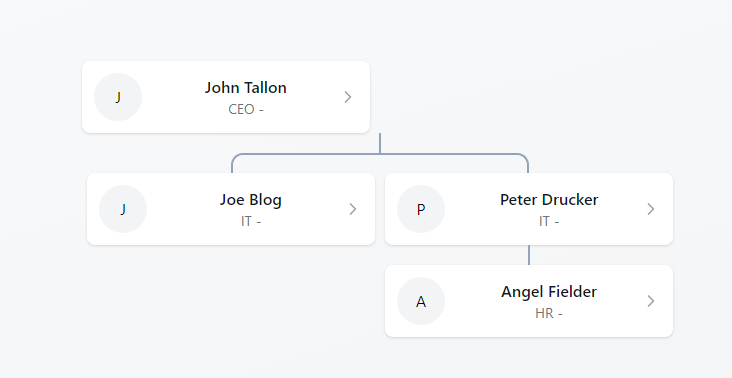 J
John Tallon
CEO -
J
Joe Blog
IT -
P
Peter Drucker
IT -
A
Angel Fielder
HR -